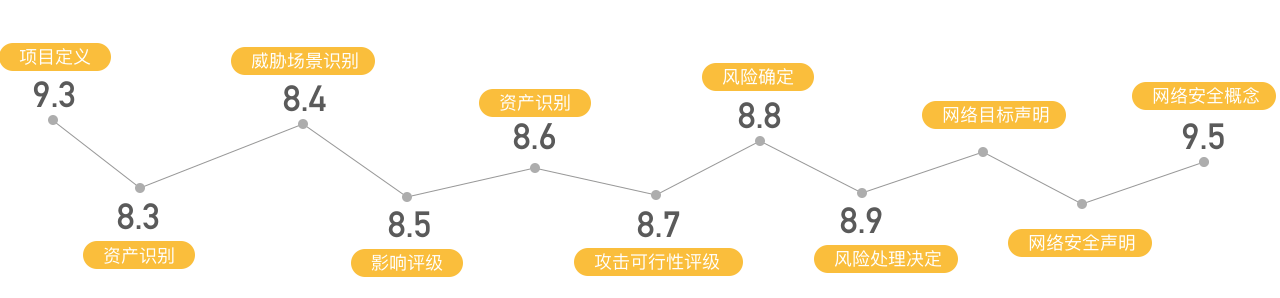 项目定义
9.3
8.3
资产识别
威胁场景识别
8.4
8.5
影响评级
资产识别
8.6
8.7
攻击可行性评级
风险确定
8.8
8.9
风险处理决定
网络目标声明
网络安全声明
网络安全概念
9.5